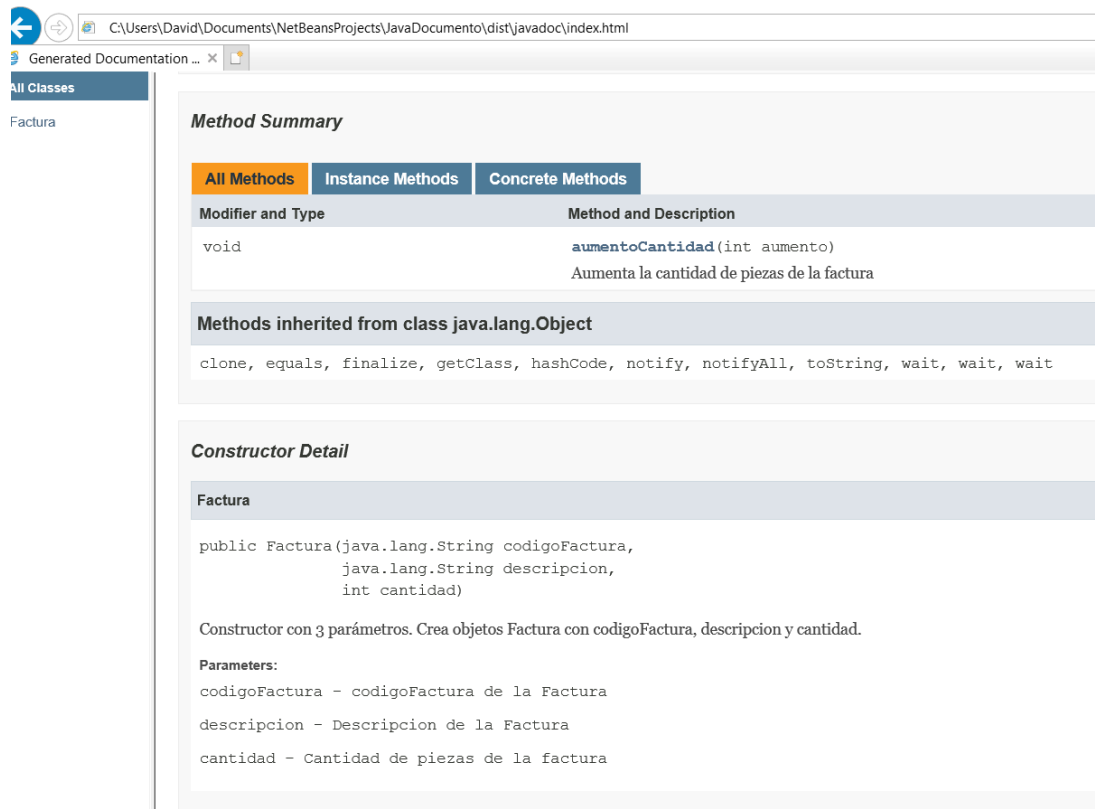 C:\Users\David\Documents\NetBeansProjects\JavaDocumento\dist\javadoc\index.html
Generated Documentation ...
All Classes
Factura
Method Summary
All Methods Instance Methods Concrete Methods
Modifier and Type Method and Description
void aumentoCantidad(int aumento)
Aumenta la cantidad de piezas de la factura
Methods inherited from class java.lang.Object
clone, equals, finalize, getClass, hashCode, notify, notifyAll, toString, wait, wait, wait
Constructor Detail
Factura
public Factura(java.lang.String codigoFactura,
java.lang.String descripcion,
int cantidad)
Constructor con 3 parámetros. Crea objetos Factura con codigoFactura, descripcion y cantidad.
Parameters:
codigoFactura - codigoFactura de la Factura
descripcion - Descripcion de la Factura
cantidad - Cantidad de piezas de la factura